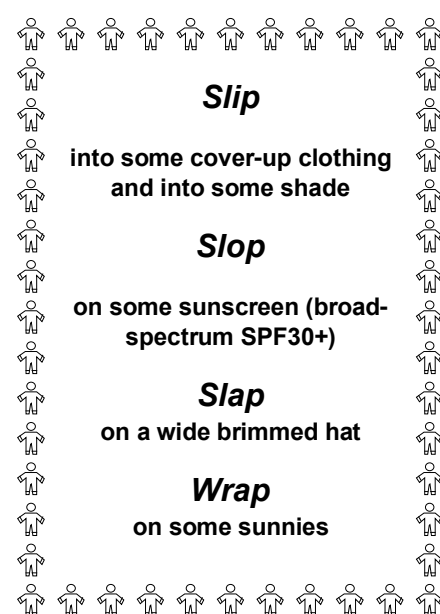 Slip
into some cover-up clothing
and into some shade
Slop
on some sunscreen (broad-
spectrum SPF30+)
Slap
on a wide brimmed hat
Wrap
on some sunnies